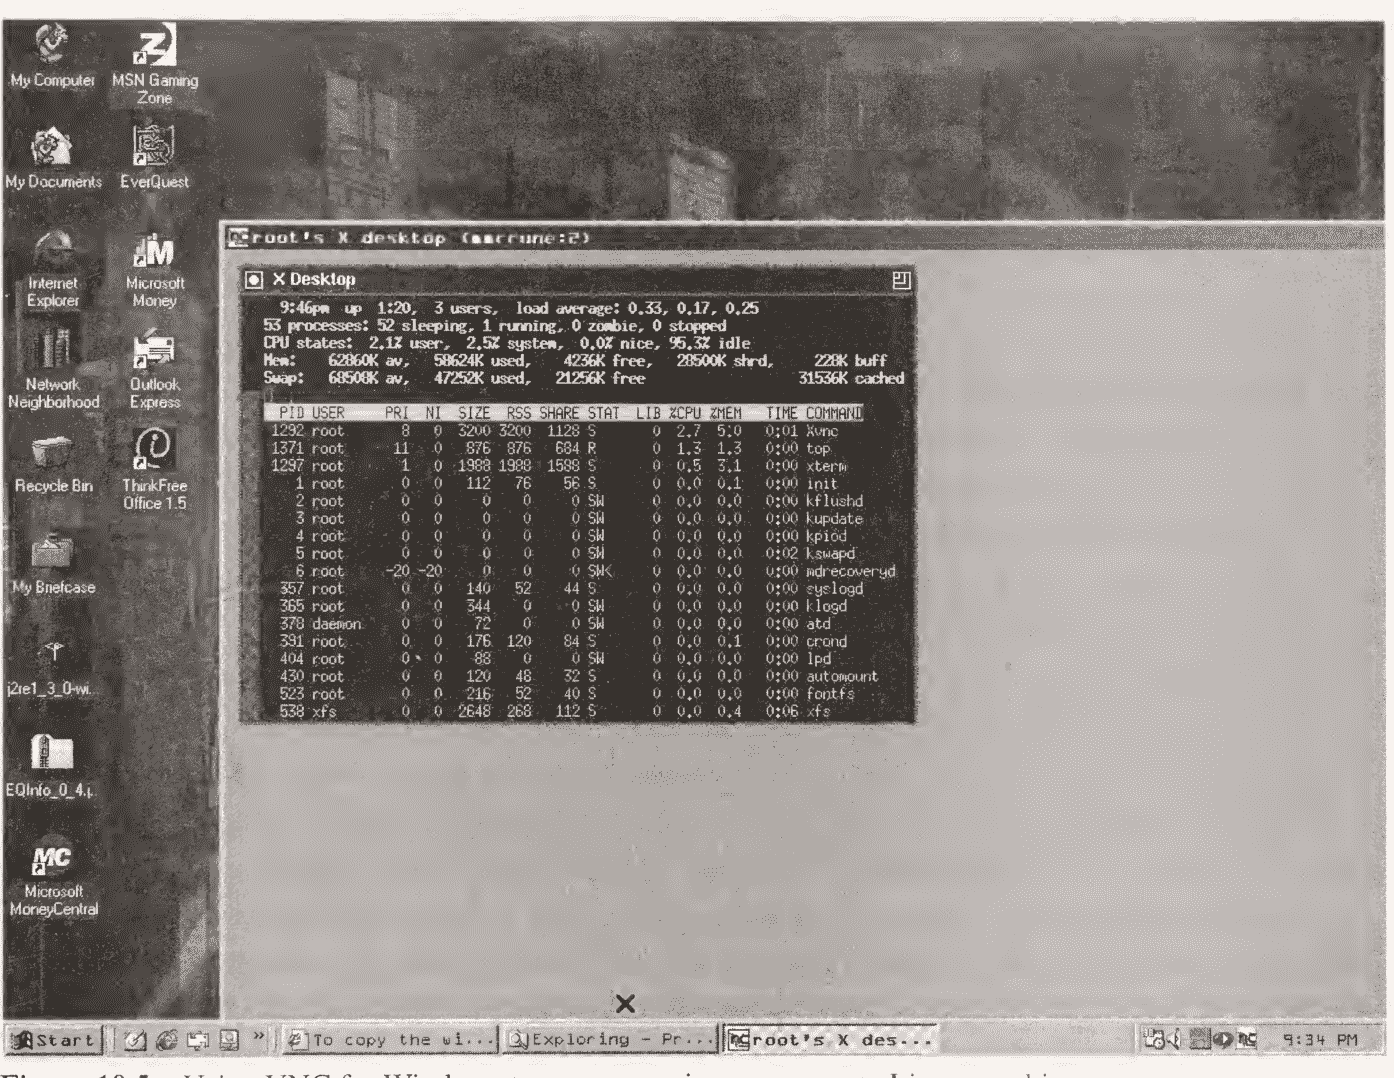 My Computer
MSN Gaming
Zone
My Documents
EverQuest
Internet
Explorer
Microsoft
Money
Network
Neighborhood
Outlook
Express
Recycle Bin
ThinkFree
Office 1.5
My Briefcase
j2re1_3_0-wi...
EQInfo_0_4.j...
MC
Microsoft
MoneyCentral
root's X desktop (marrune:2)
X Desktop
9:46pm up 1:20, 3 users, load average: 0.33, 0.17, 0.25
53 processes: 52 sleeping, 1 running, 0 zombie, 0 stopped
CPU states: 2.1% user, 2.5% system, 0.0% nice, 95.3% idle
Mem: 62860K av, 58624K used, 4236K free, 28500K shrd, 228K buff
Swap: 68508K av, 47252K used, 21256K free 31536K cached
PID USER PRI NI SIZE RSS SHARE STAT LIB %CPU %MEM TIME COMMAND
1292 root 8 0 3200 3200 1128 S 0 2.7 5.0 0:01 Xvnc
1371 root 11 0 876 876 684 R 0 1.3 1.3 0:00 top
1297 root 1 0 1988 1988 1588 S 0 0.5 3.1 0:00 xterm
1 root 0 0 112 76 56 S 0 0.0 0.1 0:00 init
2 root 0 0 0 0 0 SW 0 0.0 0.0 0:00 kflushd
3 root 0 0 0 0 0 SW 0 0.0 0.0 0:00 kupdate
4 root 0 0 0 0 0 SW 0 0.0 0.0 0:00 kpiod
5 root 0 0 0 0 0 SW 0 0.0 0.0 0:02 kswapd
6 root -20 -20 0 0 0 SW< 0 0.0 0.0 0:00 mdrecoveryd
357 root 0 0 140 52 44 S 0 0.0 0.0 0:00 syslogd
365 root 0 0 344 0 0 SW 0 0.0 0.0 0:00 klogd
378 daemon 0 0 72 0 0 SW 0 0.0 0.0 0:00 atd
391 root 0 0 176 120 84 S 0 0.0 0.1 0:00 crond
404 root 0 0 88 0 0 SW 0 0.0 0.0 0:00 lpd
430 root 0 0 120 48 32 S 0 0.0 0.0 0:00 automount
523 root 0 0 216 52 40 S 0 0.0 0.0 0:00 fontfs
538 xfs 0 0 2648 268 112 S 0 0.0 0.4 0:06 xfs
Start
To copy the wi...
Exploring - Pr...
root's X des...
9:34 PM